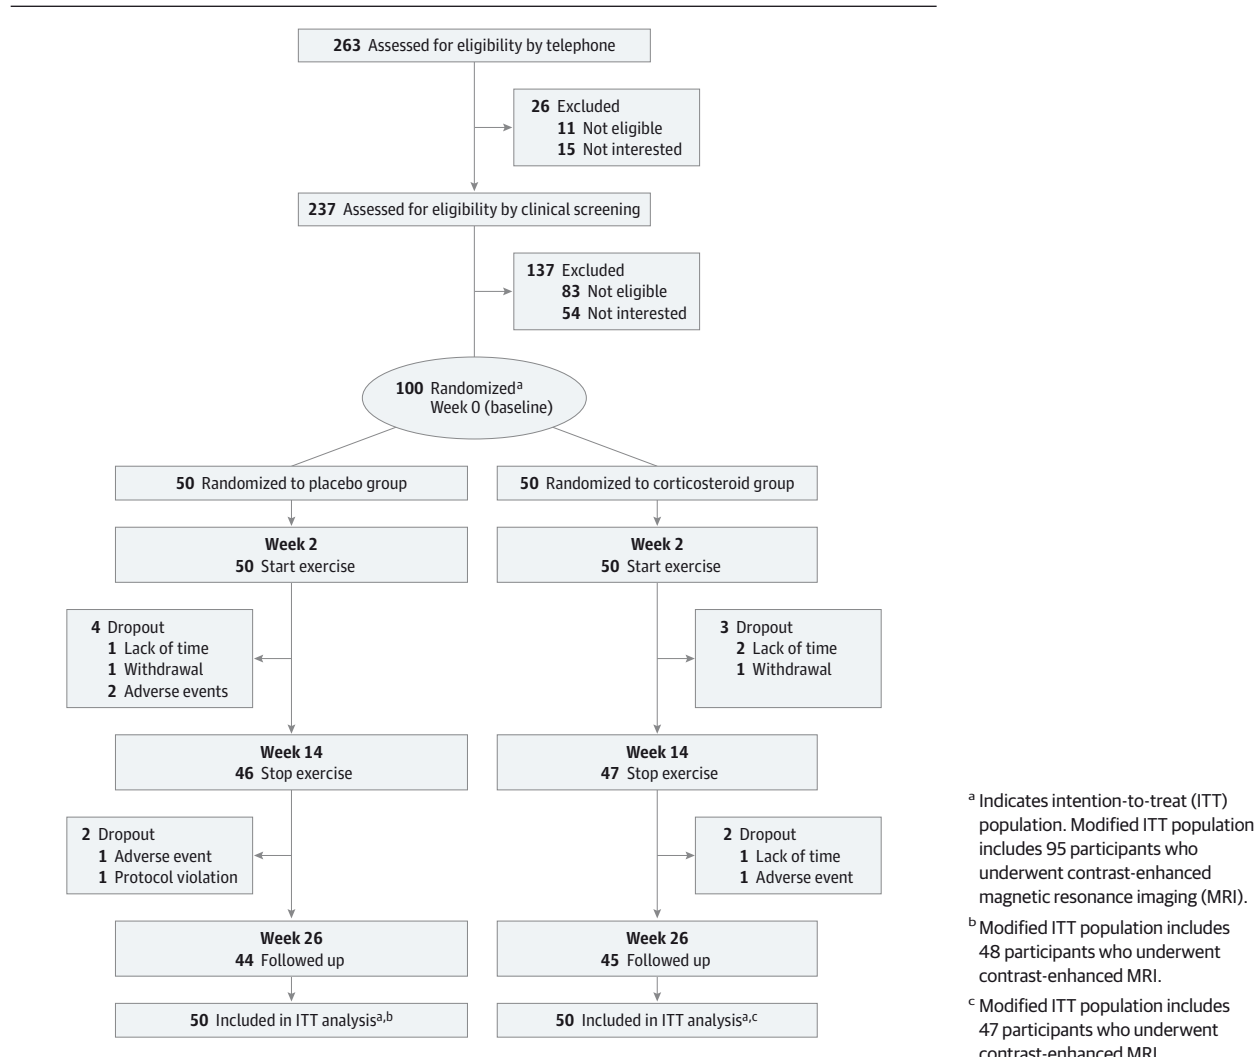 263 Assessed for eligibility by telephone
26 Excluded
11 Not eligible
15 Not interested
237 Assessed for eligibility by clinical screening
137 Excluded
83 Not eligible
54 Not interested
100 Randomizedᵃ
Week 0 (baseline)
50 Randomized to placebo group
50 Randomized to corticosteroid group
Week 2
50 Start exercise
Week 2
50 Start exercise
4 Dropout
1 Lack of time
1 Withdrawal
2 Adverse events
3 Dropout
2 Lack of time
1 Withdrawal
Week 14
46 Stop exercise
Week 14
47 Stop exercise
2 Dropout
1 Adverse event
1 Protocol violation
2 Dropout
1 Lack of time
1 Adverse event
Week 26
44 Followed up
Week 26
45 Followed up
50 Included in ITT analysisᵃ,ᵇ
50 Included in ITT analysisᵃ,ᶜ
ᵃ Indicates intention-to-treat (ITT)
population. Modified ITT population
includes 95 participants who
underwent contrast-enhanced
magnetic resonance imaging (MRI).
ᵇ Modified ITT population includes
48 participants who underwent
contrast-enhanced MRI.
ᶜ Modified ITT population includes
47 participants who underwent
contrast-enhanced MRI